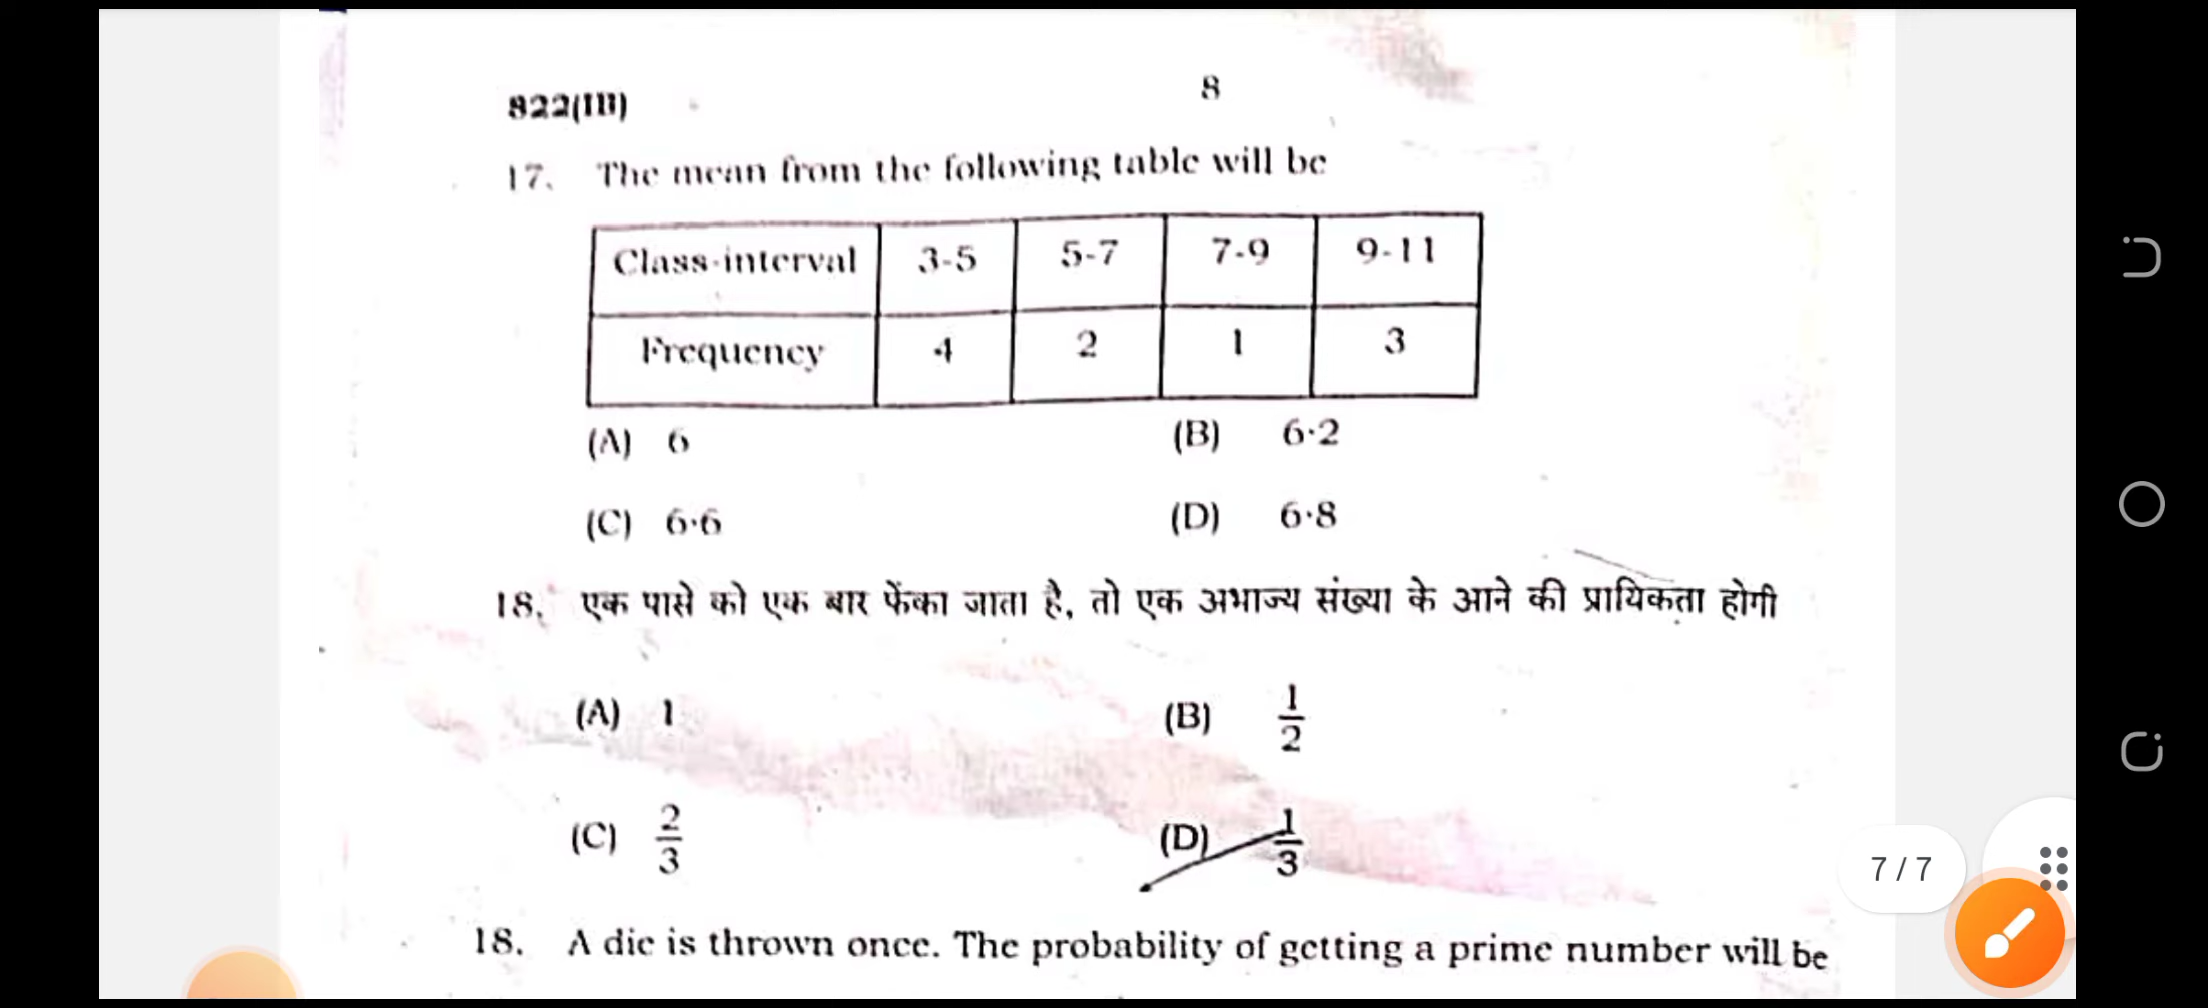 822(III)
8
17. The mean from the following table will be
Class-interval 3-5 5-7 7-9 9-11
Frequency 4 2 1 3
(A) 6 (B) 6·2
(C) 6·6 (D) 6·8
18. एक पासे को एक बार फेंका जाता है, तो एक अभाज्य संख्या के आने की प्रायिकता होगी
(A) 1 (B) 1/2
(C) 2/3 (D) 1/3
18. A die is thrown once. The probability of getting a prime number will be
7 / 7